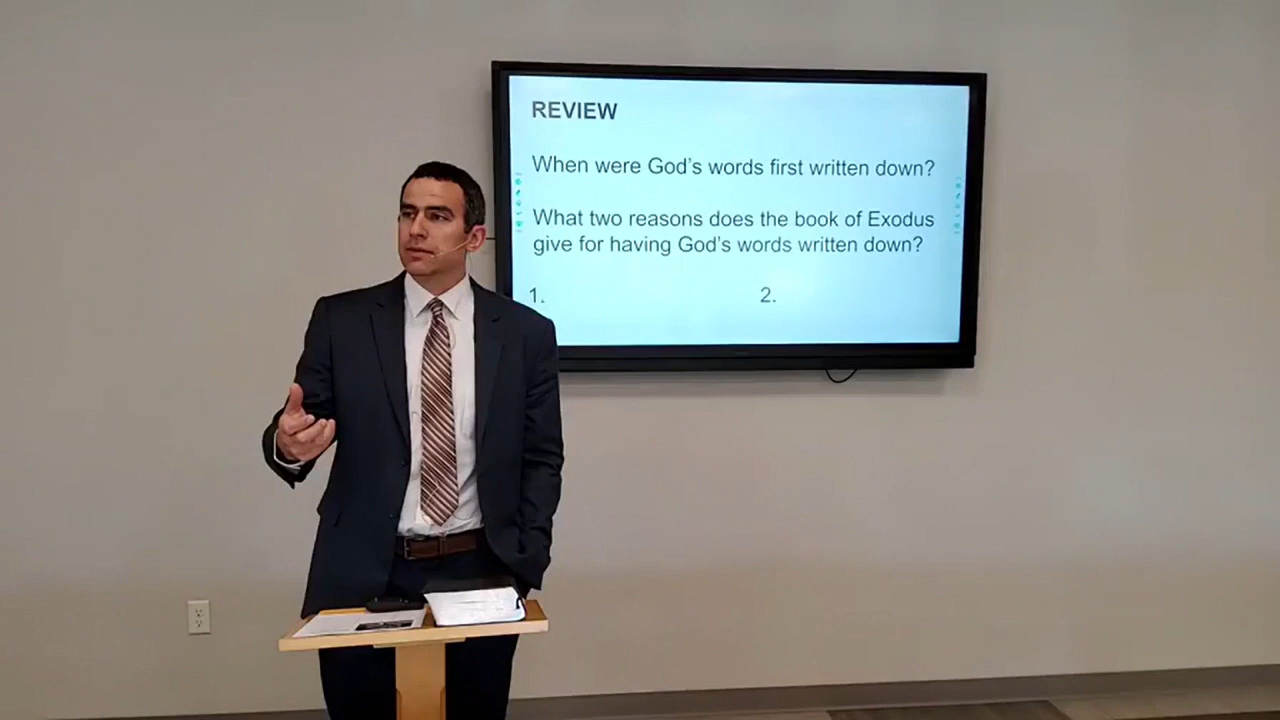 REVIEW
When were God's words first written down?
What two reasons does the book of Exodus
give for having God's words written down?
1. 2.